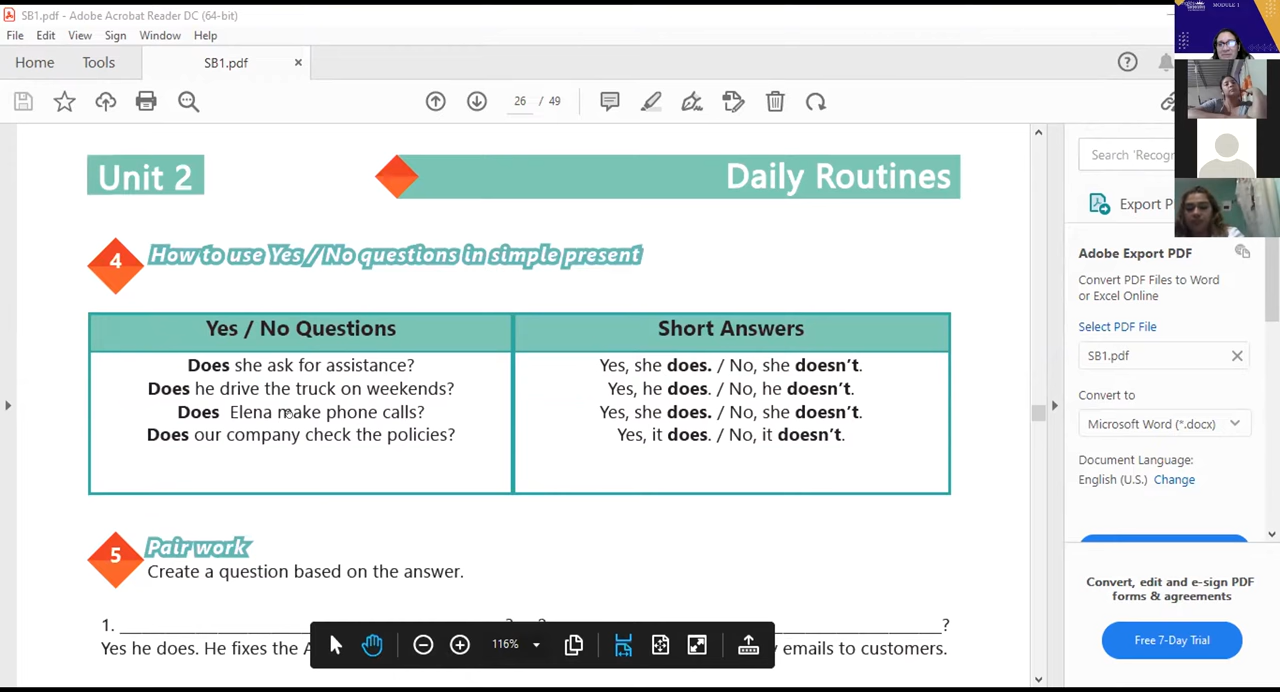 SB1.pdf - Adobe Acrobat Reader DC (64-bit)
File Edit View Sign Window Help
Home Tools SB1.pdf ×
26 / 49
MODULE 1
Unit 2
Daily Routines
4 How to use Yes / No questions in simple present
Yes / No Questions Short Answers
Does she ask for assistance? Yes, she does. / No, she doesn't.
Does he drive the truck on weekends? Yes, he does. / No, he doesn't.
Does Elena make phone calls? Yes, she does. / No, she doesn't.
Does our company check the policies? Yes, it does. / No, it doesn't.
5 Pair work
Create a question based on the answer.
1. ?
Yes he does. He fixes the
emails to customers.
116%
Search 'Recog
Export P
Adobe Export PDF
Convert PDF Files to Word
or Excel Online
Select PDF File
SB1.pdf
Convert to
Microsoft Word (*.docx)
Document Language:
English (U.S.) Change
Convert, edit and e-sign PDF
forms & agreements
Free 7-Day Trial